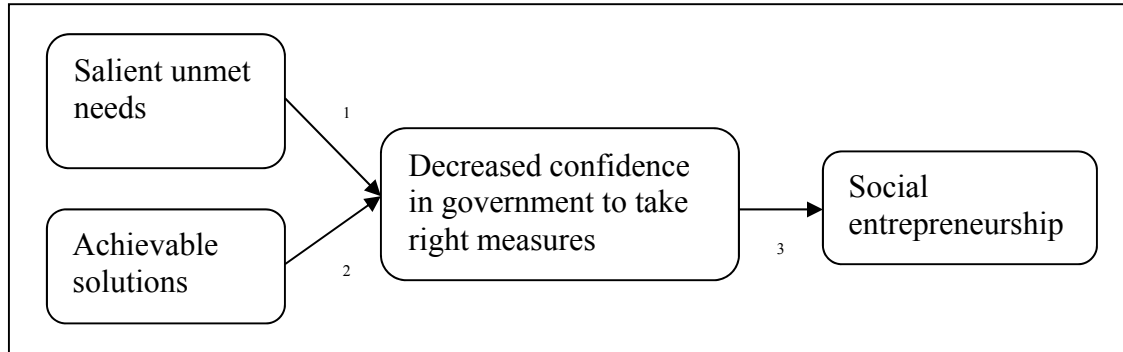 Salient unmet
needs
1
Achievable
solutions
2
Decreased confidence
in government to take
right measures
3
Social
entrepreneurship